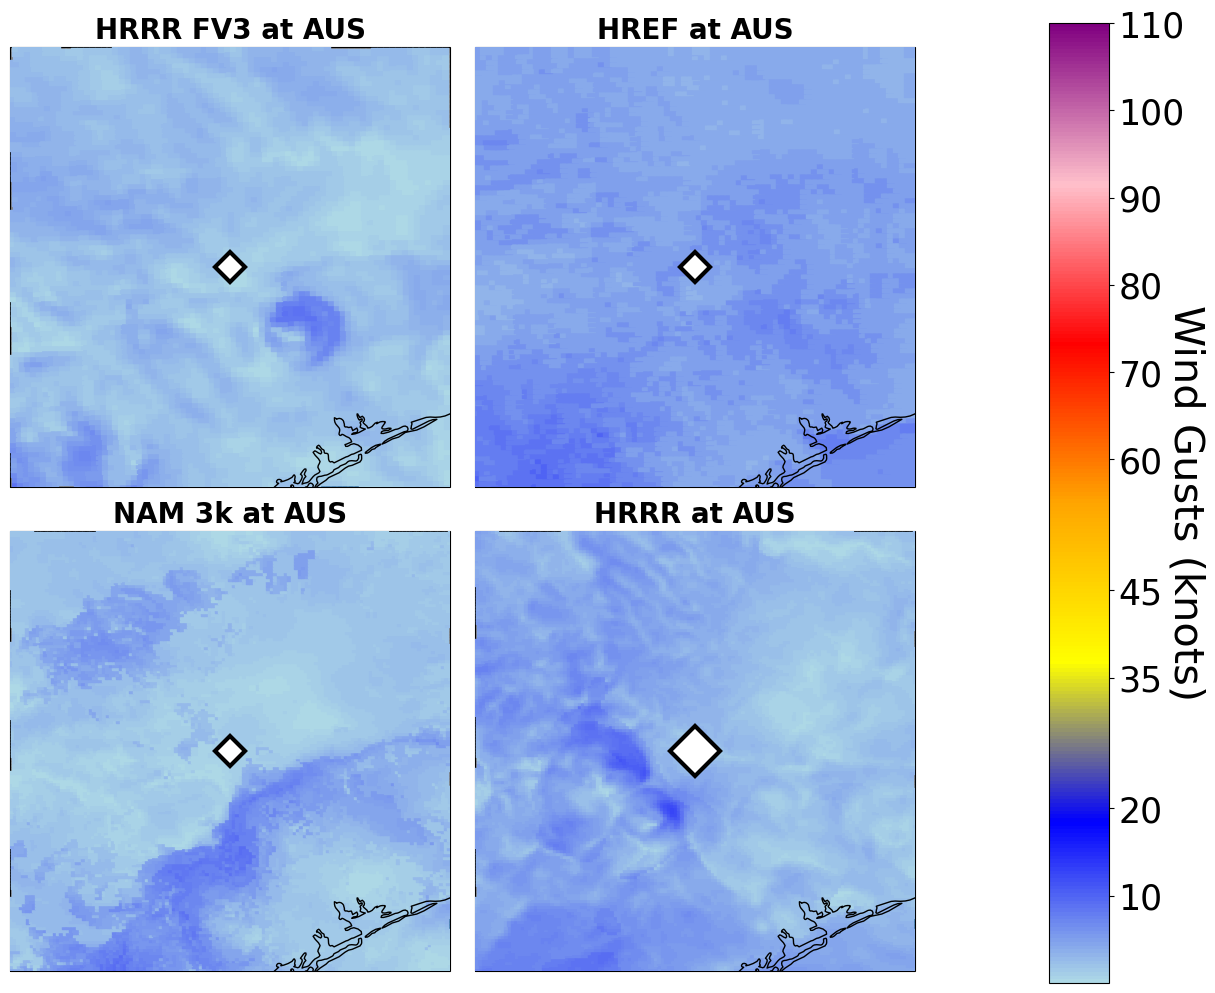 HRRR FV3 at AUS
HREF at AUS
NAM 3k at AUS
HRRR at AUS
110
100
90
80
70
60
45
35
20
10
Wind Gusts (knots)